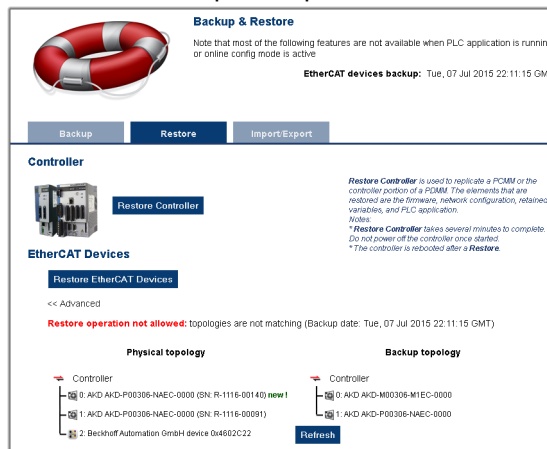 Backup & Restore
Note that most of the following features are not available when PLC application is runnin
or online config mode is active
EtherCAT devices backup: Tue, 07 Jul 2015 22:11:15 GM
Backup
Restore
Import/Export
Controller
Restore Controller
Restore Controller is used to replicate a PCMM or the
controller portion of a PDMM. The elements that are
restored are the firmware, network configuration, retained
variables, and PLC application.
Notes:
* Restore Controller takes several minutes to complete.
Do not power off the controller once started.
* The controller is rebooted after a Restore.
EtherCAT Devices
Restore EtherCAT Devices
<< Advanced
Restore operation not allowed: topologies are not matching (Backup date: Tue, 07 Jul 2015 22:11:15 GMT)
Physical topology
Controller
0: AKD AKD-P00306-NAEC-0000 (SN: R-1116-00140) new !
1: AKD AKD-P00306-NAEC-0000 (SN: R-1116-00091)
2: Beckhoff Automation GmbH device 0x4602C22
Backup topology
Controller
0: AKD AKD-M00306-M1EC-0000
1: AKD AKD-P00306-NAEC-0000
Refresh